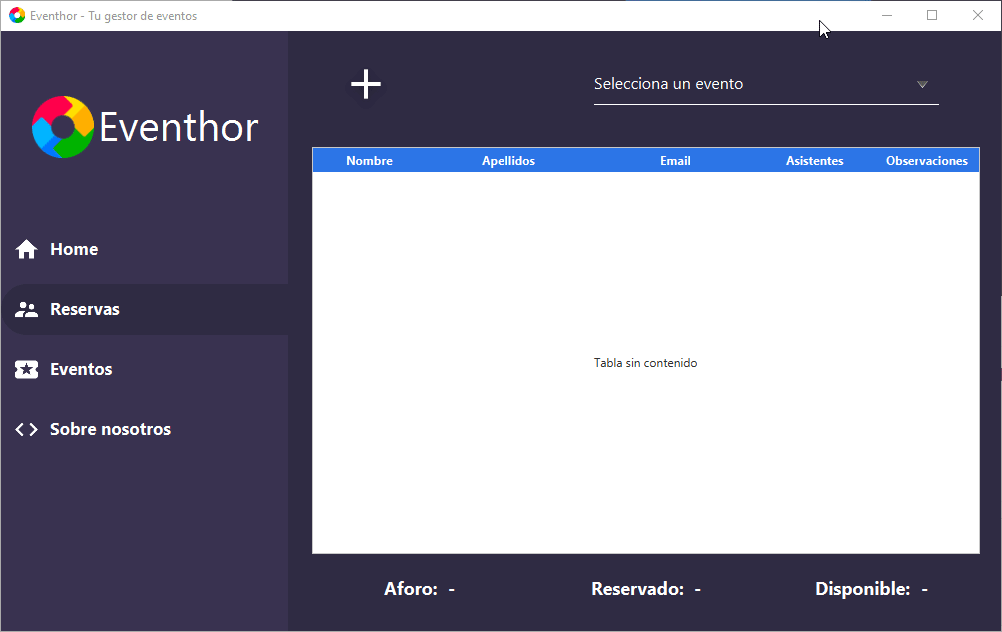 Eventhor - Tu gestor de eventos
Eventhor
Home
Reservas
Eventos
Sobre nosotros
Selecciona un evento
Nombre Apellidos Email Asistentes Observaciones
Tabla sin contenido
Aforo: - Reservado: - Disponible: -